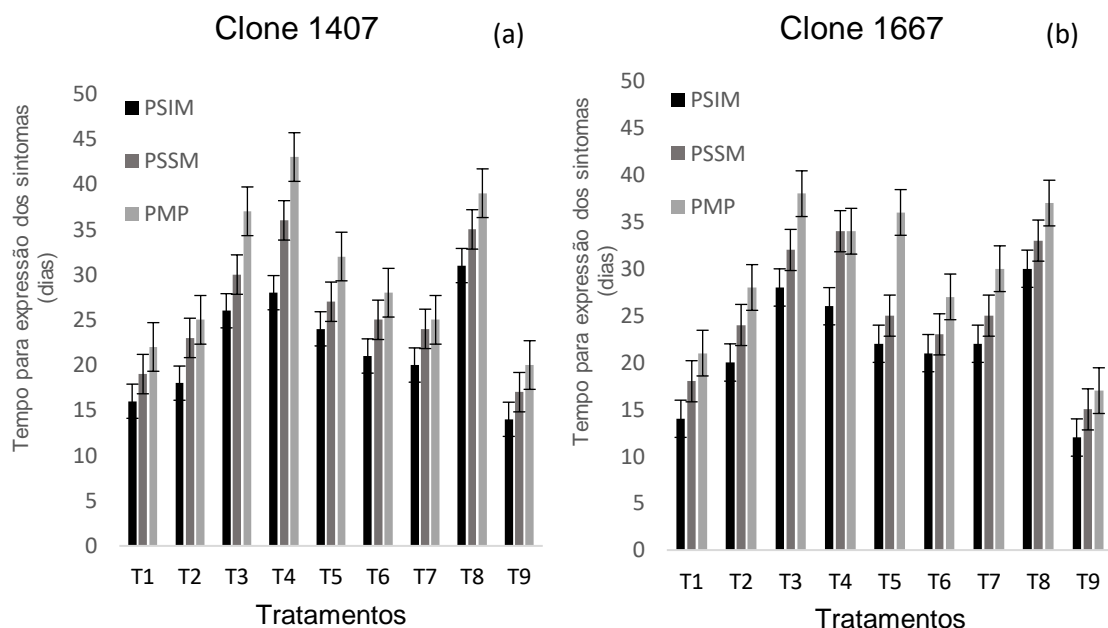 Clone 1407
(a)
Tempo para expressão dos sintomas
(dias)
50
45
40
35
30
25
20
15
10
5
0
PSIM
PSSM
PMP
T1 T2 T3 T4 T5 T6 T7 T8 T9
Tratamentos
Clone 1667
(b)
Tempo para expressão dos sintomas
(dias)
50
45
40
35
30
25
20
15
10
5
0
PSIM
PSSM
PMP
T1 T2 T3 T4 T5 T6 T7 T8 T9
Tratamentos